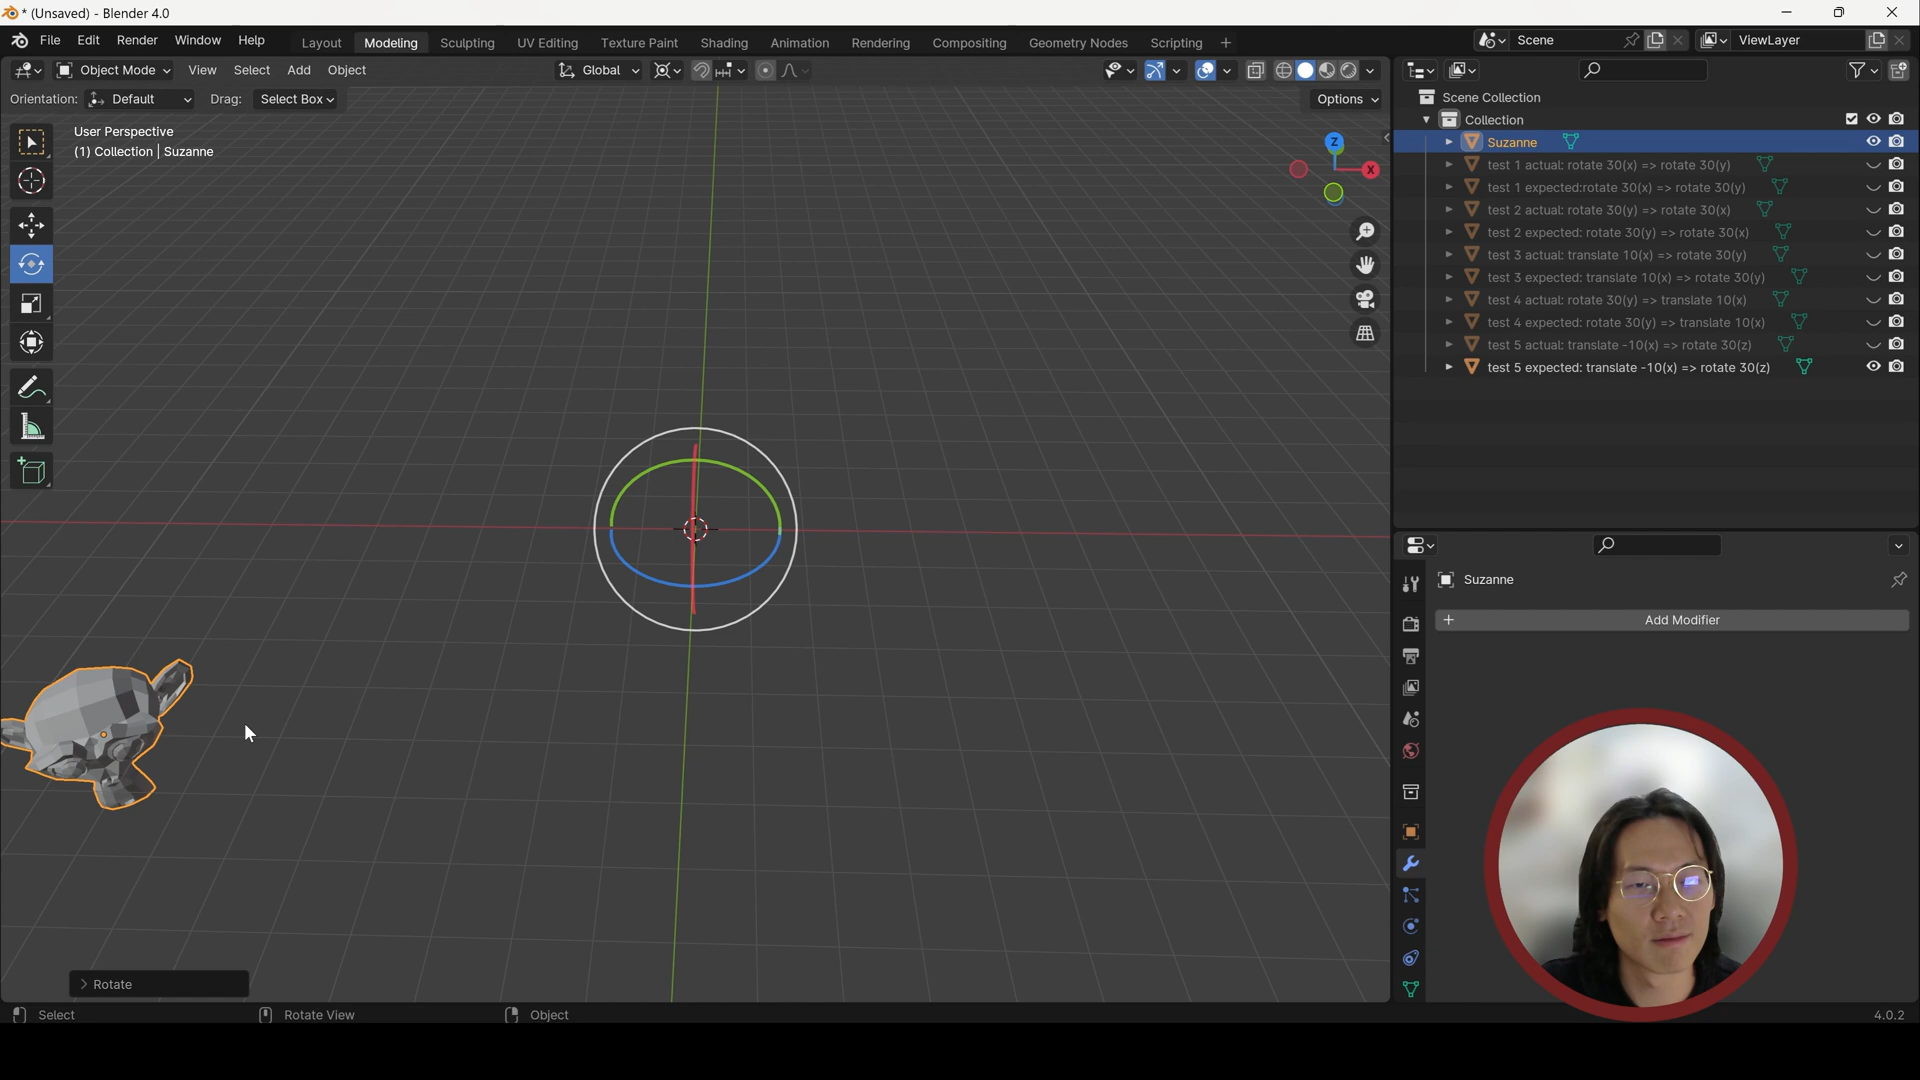 * (Unsaved) - Blender 4.0
File Edit Render Window Help
Layout Modeling Sculpting UV Editing Texture Paint Shading Animation Rendering Compositing Geometry Nodes Scripting +
Scene
ViewLayer
Object Mode View Select Add Object
Global
Orientation: Default Drag: Select Box
Options
User Perspective
(1) Collection | Suzanne
Z
X
Scene Collection
Collection
Suzanne
test 1 actual: rotate 30(x) => rotate 30(y)
test 1 expected:rotate 30(x) => rotate 30(y)
test 2 actual: rotate 30(y) => rotate 30(x)
test 2 expected: rotate 30(y) => rotate 30(x)
test 3 actual: translate 10(x) => rotate 30(y)
test 3 expected: translate 10(x) => rotate 30(y)
test 4 actual: rotate 30(y) => translate 10(x)
test 4 expected: rotate 30(y) => translate 10(x)
test 5 actual: translate -10(x) => rotate 30(z)
test 5 expected: translate -10(x) => rotate 30(z)
Suzanne
+ Add Modifier
Rotate
Select Rotate View Object
4.0.2